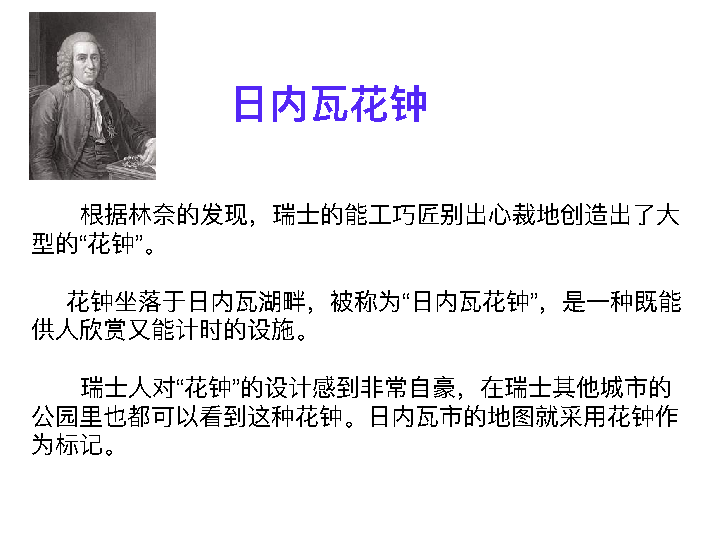 日内瓦花钟
根据林奈的发现，瑞士的能工巧匠别出心裁地创造出了大
型的“花钟”。
花钟坐落于日内瓦湖畔，被称为“日内瓦花钟”，是一种既能
供人欣赏又能计时的设施。
瑞士人对“花钟”的设计感到非常自豪，在瑞士其他城市的
公园里也都可以看到这种花钟。日内瓦市的地图就采用花钟作
为标记。